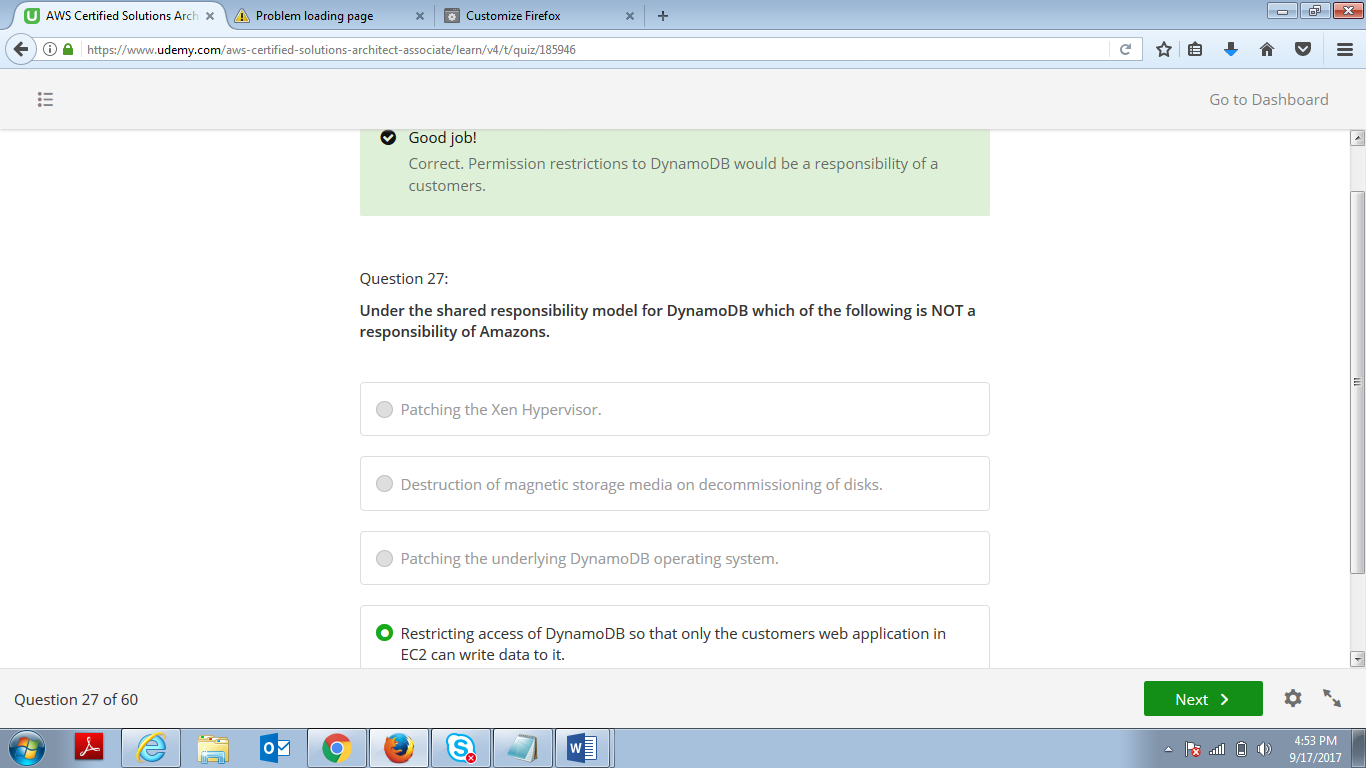 AWS Certified Solutions Arch
Problem loading page
Customize Firefox
https://www.udemy.com/aws-certified-solutions-architect-associate/learn/v4/t/quiz/185946
Go to Dashboard
Good job!
Correct. Permission restrictions to DynamoDB would be a responsibility of a
customers.
Question 27:
Under the shared responsibility model for DynamoDB which of the following is NOT a
responsibility of Amazons.
Patching the Xen Hypervisor.
Destruction of magnetic storage media on decommissioning of disks.
Patching the underlying DynamoDB operating system.
Restricting access of DynamoDB so that only the customers web application in
EC2 can write data to it.
Question 27 of 60
Next
4:53 PM
9/17/2017